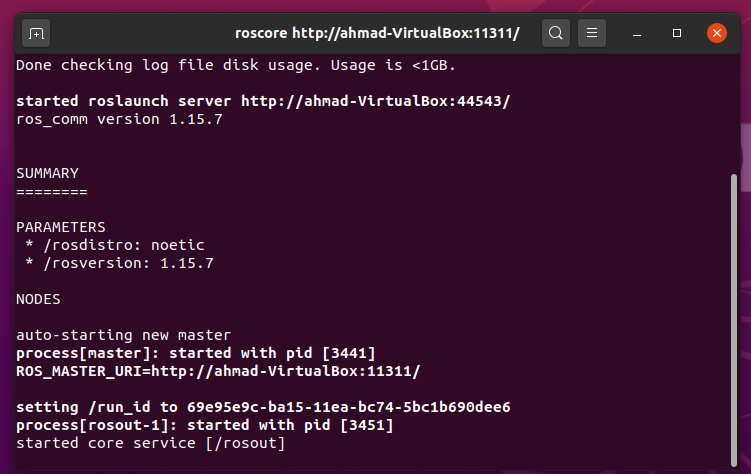 roscore http://ahmad-VirtualBox:11311/
Done checking log file disk usage. Usage is <1GB.
started roslaunch server http://ahmad-VirtualBox:44543/
ros_comm version 1.15.7
SUMMARY
========
PARAMETERS
* /rosdistro: noetic
* /rosversion: 1.15.7
NODES
auto-starting new master
process[master]: started with pid [3441]
ROS_MASTER_URI=http://ahmad-VirtualBox:11311/
setting /run_id to 69e95e9c-ba15-11ea-bc74-5bc1b690dee6
process[rosout-1]: started with pid [3451]
started core service [/rosout]